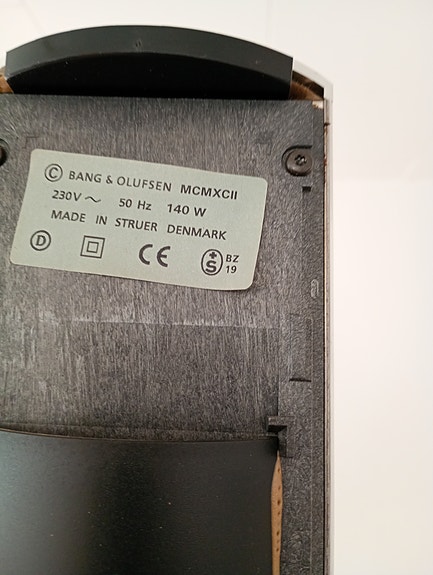 © BANG & OLUFSEN MCMXCII
230V ~ 50 Hz 140 W
MADE IN STRUER DENMARK
D CE +S BZ
19